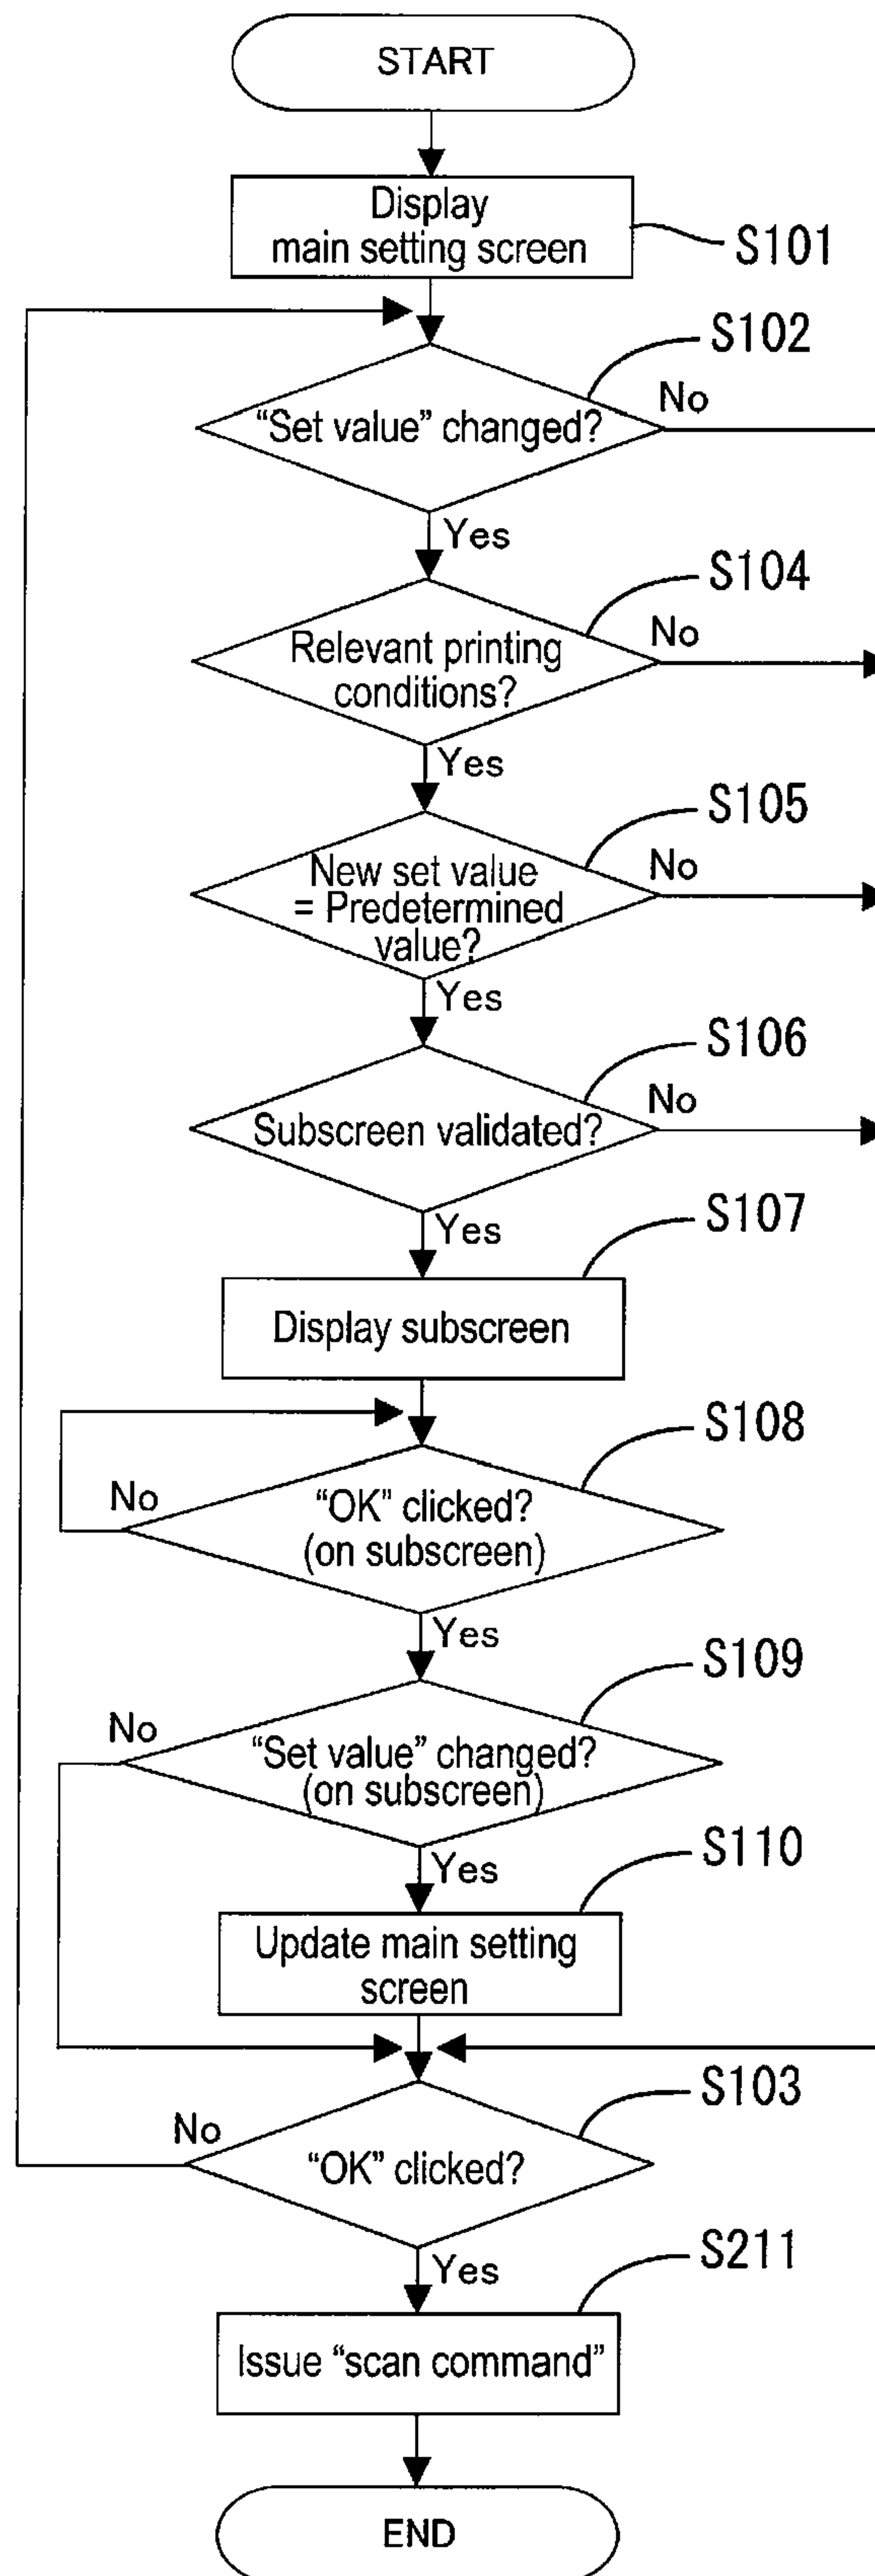 START
Display
main setting screen
S101
S102
“Set value” changed?
No
Yes
S104
Relevant printing
conditions?
No
Yes
S105
New set value
= Predetermined
value?
No
Yes
S106
Subscreen validated?
No
Yes
S107
Display subscreen
S108
“OK” clicked?
(on subscreen)
No
Yes
S109
“Set value” changed?
(on subscreen)
No
Yes
S110
Update main setting
screen
S103
“OK” clicked?
No
Yes
S211
Issue “scan command”
END